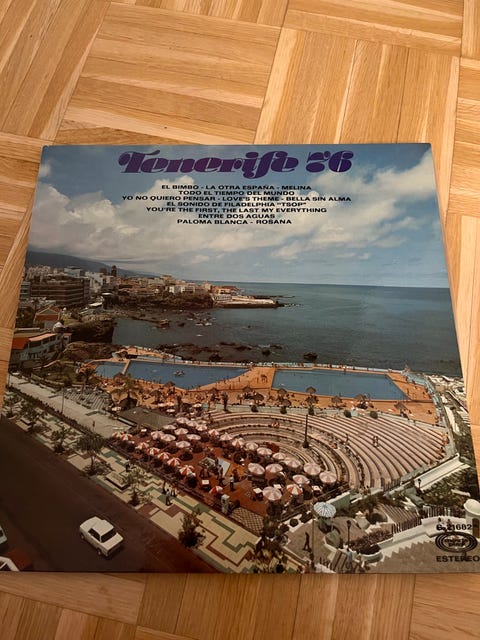 Tenerife 76
EL BIMBO - LA OTRA ESPAÑA - MELINA
TODO EL TIEMPO DEL MUNDO
YO NO QUIERO PENSAR - LOVE'S THEME - BELLA SIN ALMA
EL SONIDO DE FILADELPHIA "TSOP"
YOU'RE THE FIRST, THE LAST MY EVERYTHING
ENTRE DOS AGUAS
PALOMA BLANCA - ROSANA
ESTEREO